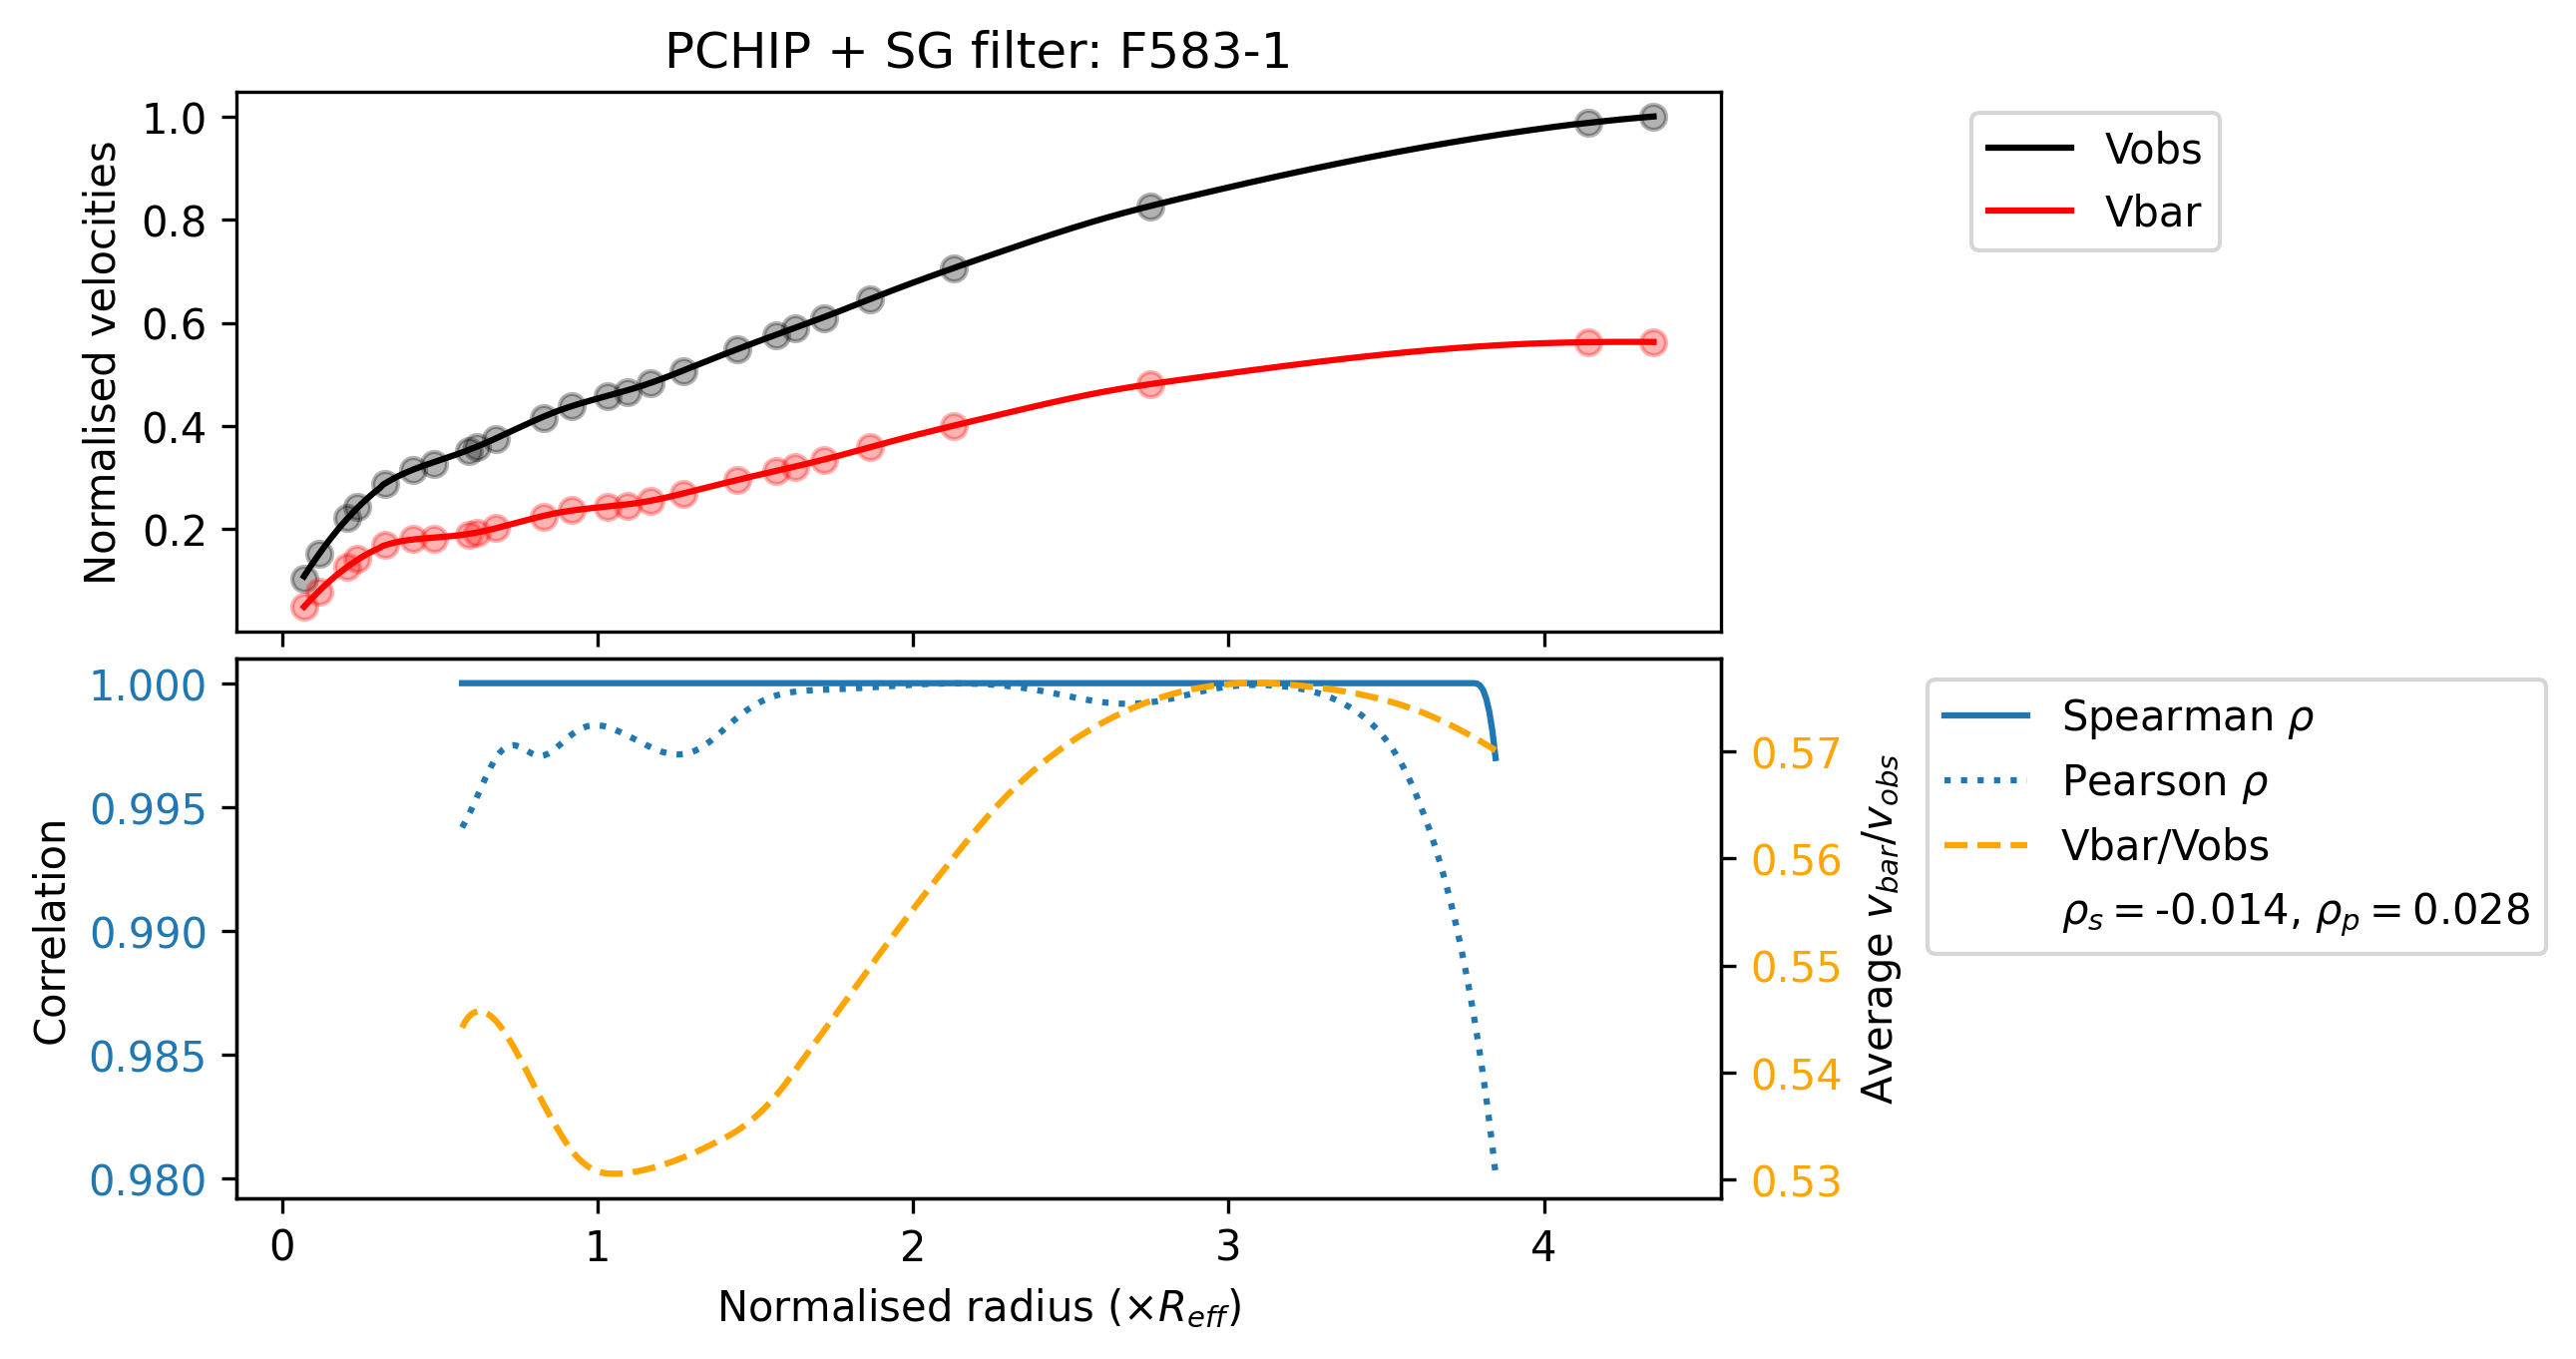 PCHIP + SG filter: F583-1
Normalised velocities
1.0
0.8
0.6
0.4
0.2
Vobs
Vbar
Correlation
1.000
0.995
0.990
0.985
0.980
0.57
0.56
0.55
0.54
0.53
Average v_bar/v_obs
Spearman ρ
Pearson ρ
Vbar/Vobs
ρ_s = -0.014, ρ_p = 0.028
0 1 2 3 4
Normalised radius (×R_eff)